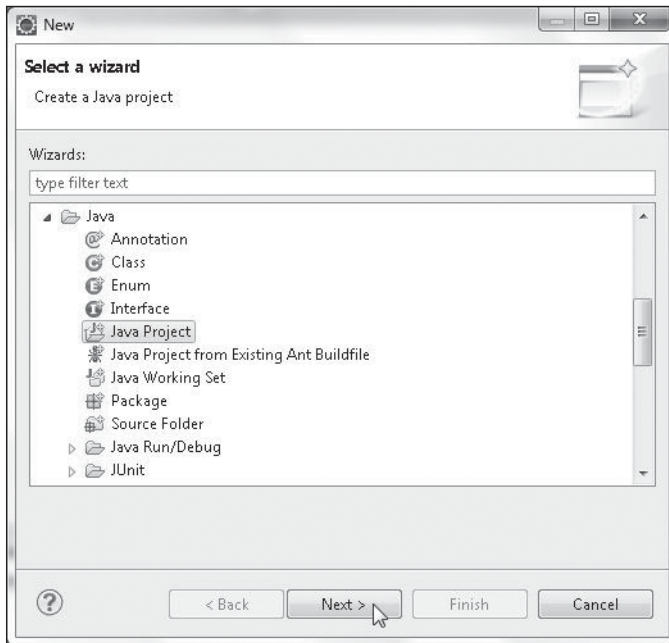 New
Select a wizard
Create a Java project
Wizards:
type filter text
Java
Annotation
Class
Enum
Interface
Java Project
Java Project from Existing Ant Buildfile
Java Working Set
Package
Source Folder
Java Run/Debug
JUnit
? < Back Next > Finish Cancel